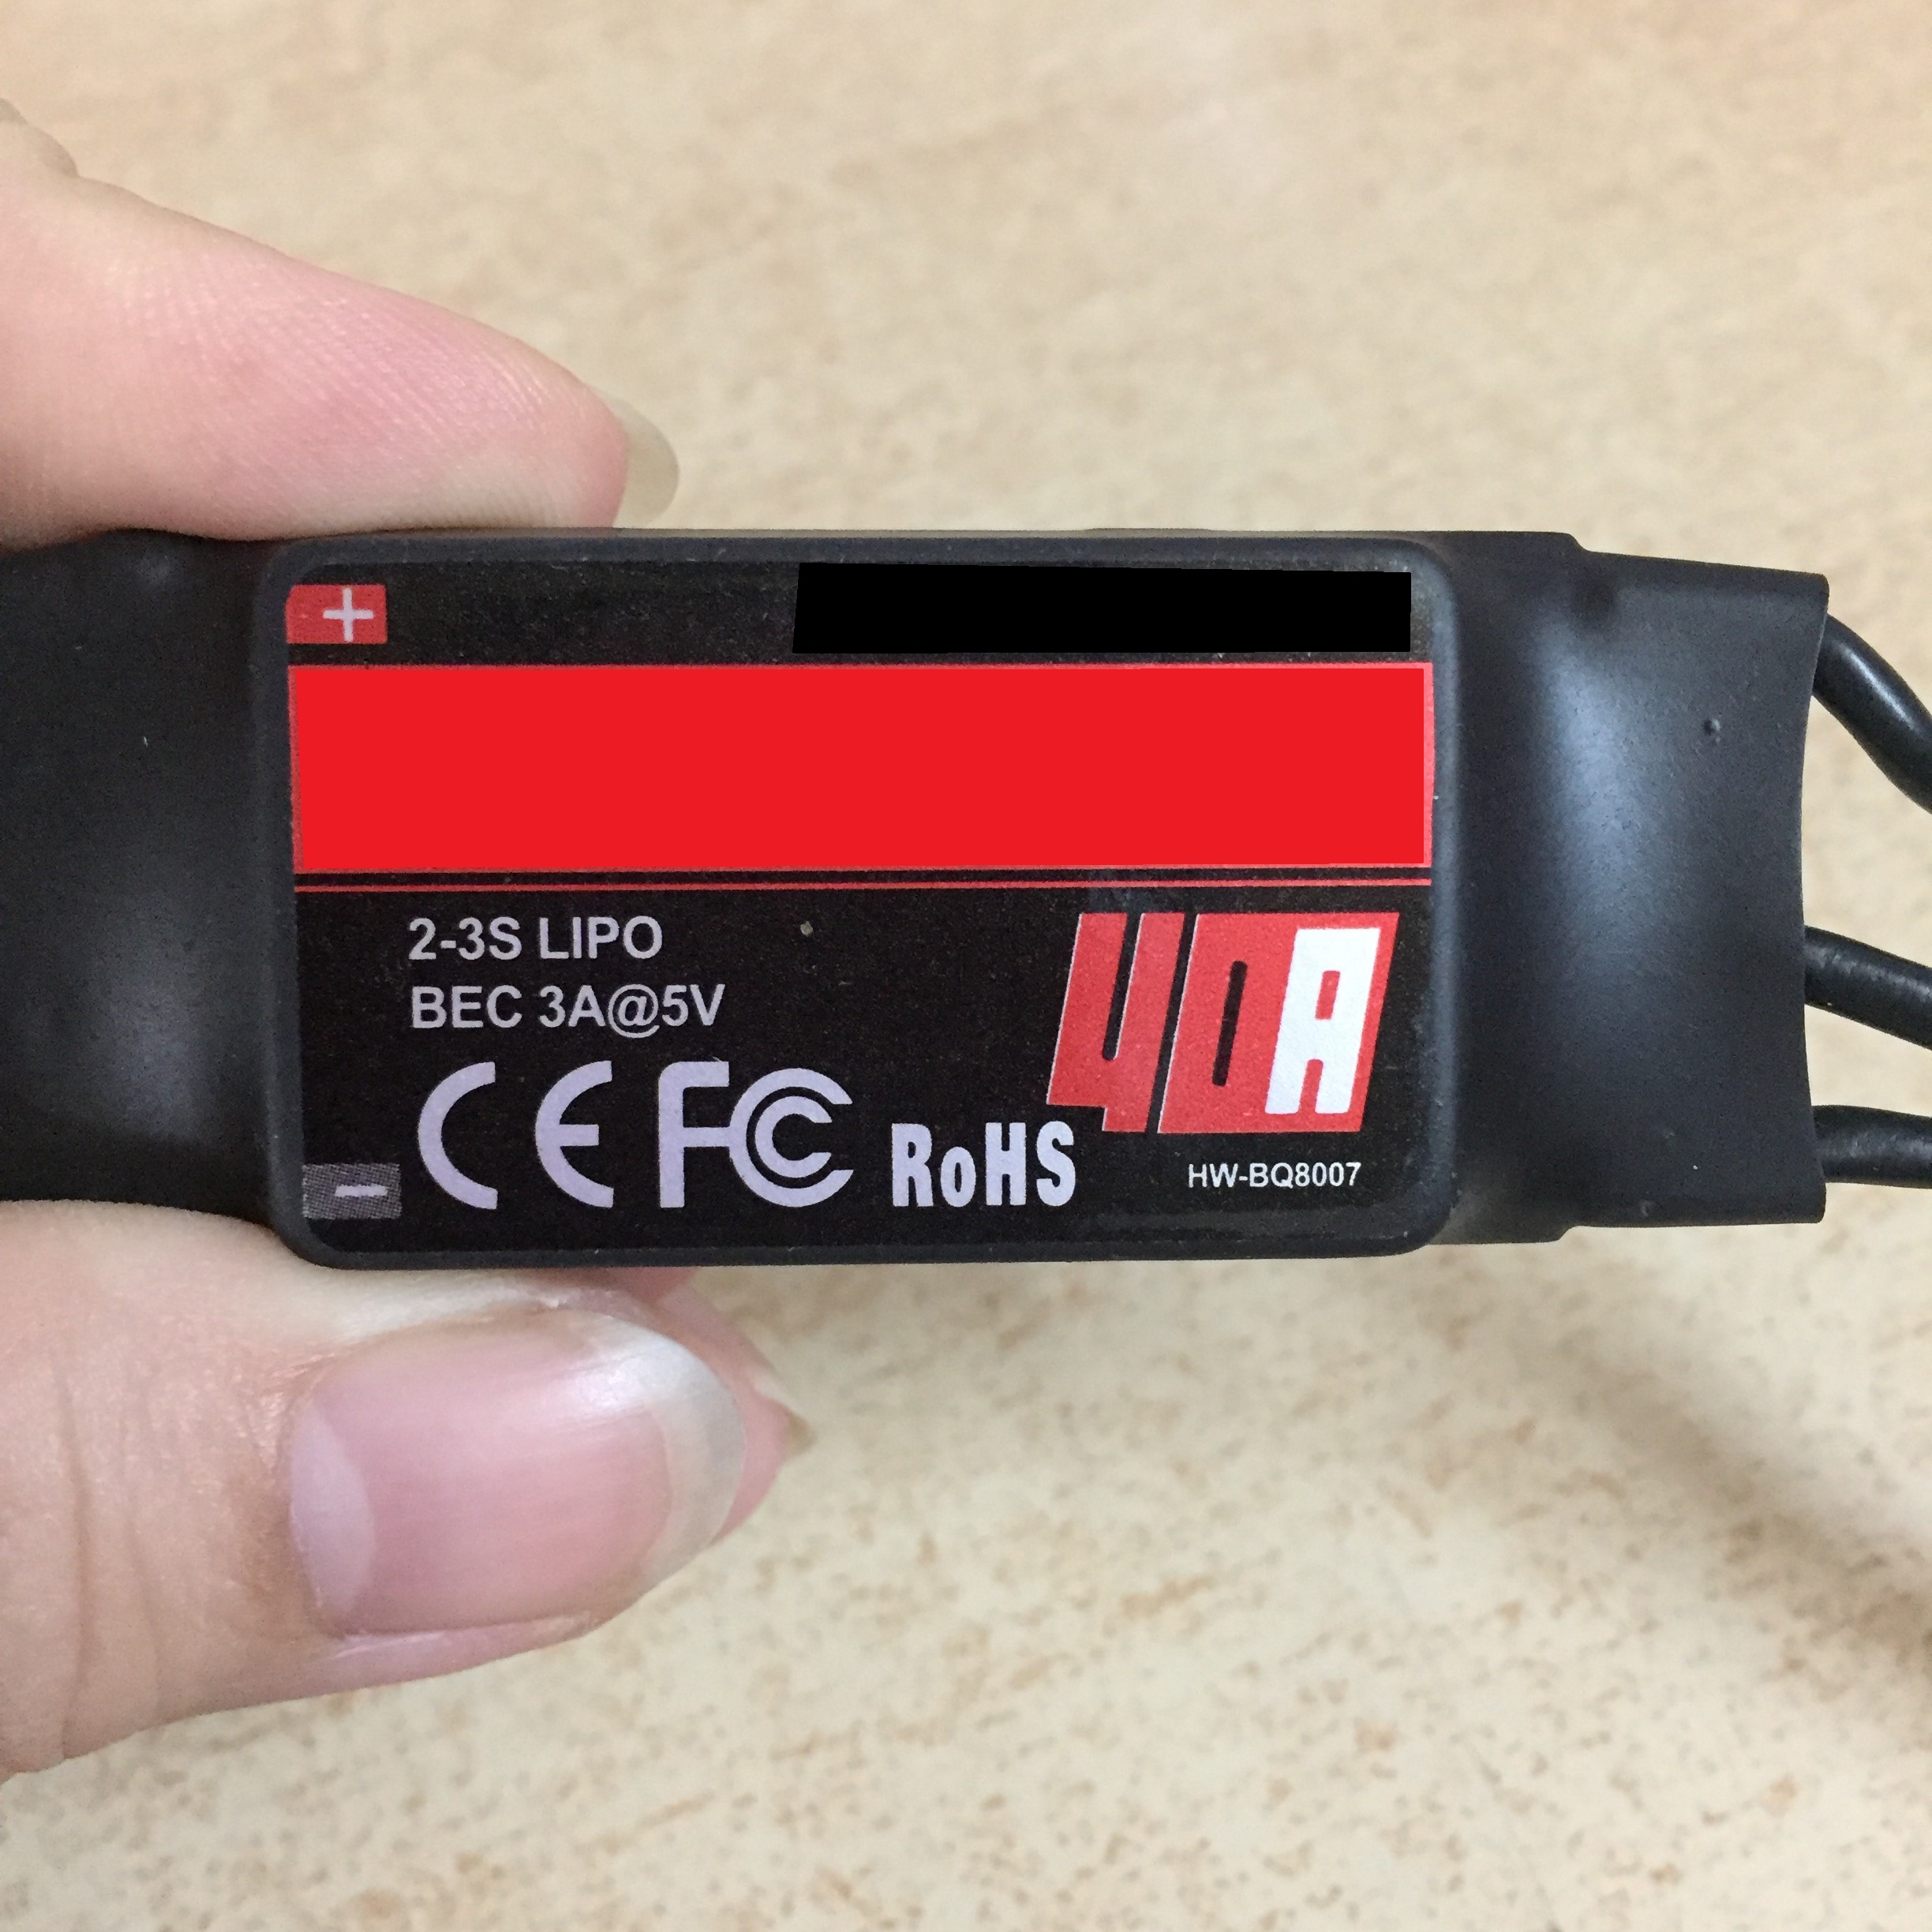 +
2-3S LIPO
BEC 3A@5V
40A
CE FC RoHS
HW-BQ8007
-